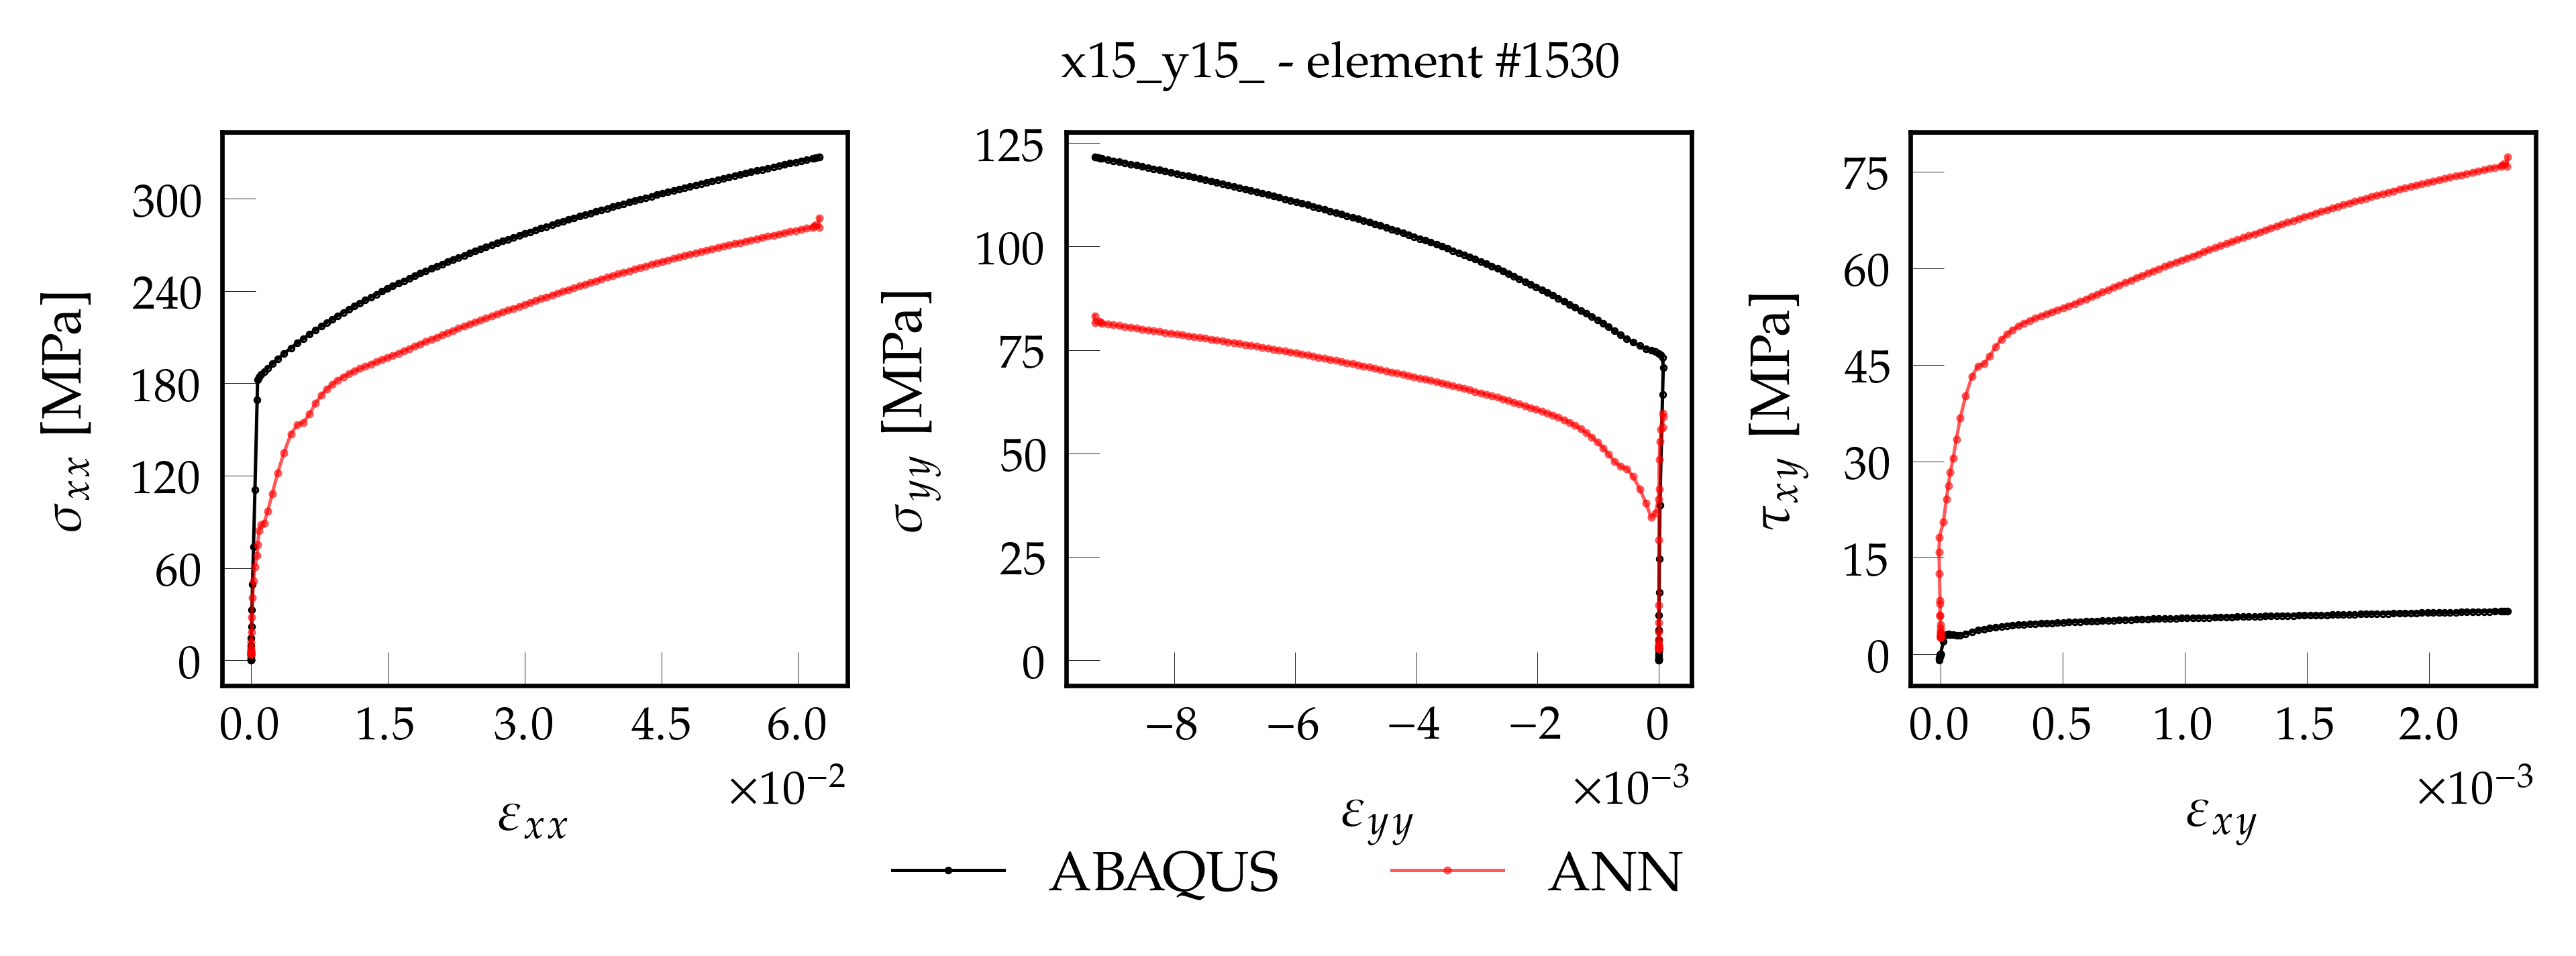 x15_y15_ - element #1530
σxx [MPa]
300
240
180
120
60
0
0.0 1.5 3.0 4.5 6.0
×10−2
εxx
σyy [MPa]
125
100
75
50
25
0
−8 −6 −4 −2 0
×10−3
εyy
τxy [MPa]
75
60
45
30
15
0
0.0 0.5 1.0 1.5 2.0
×10−3
εxy
ABAQUS ANN